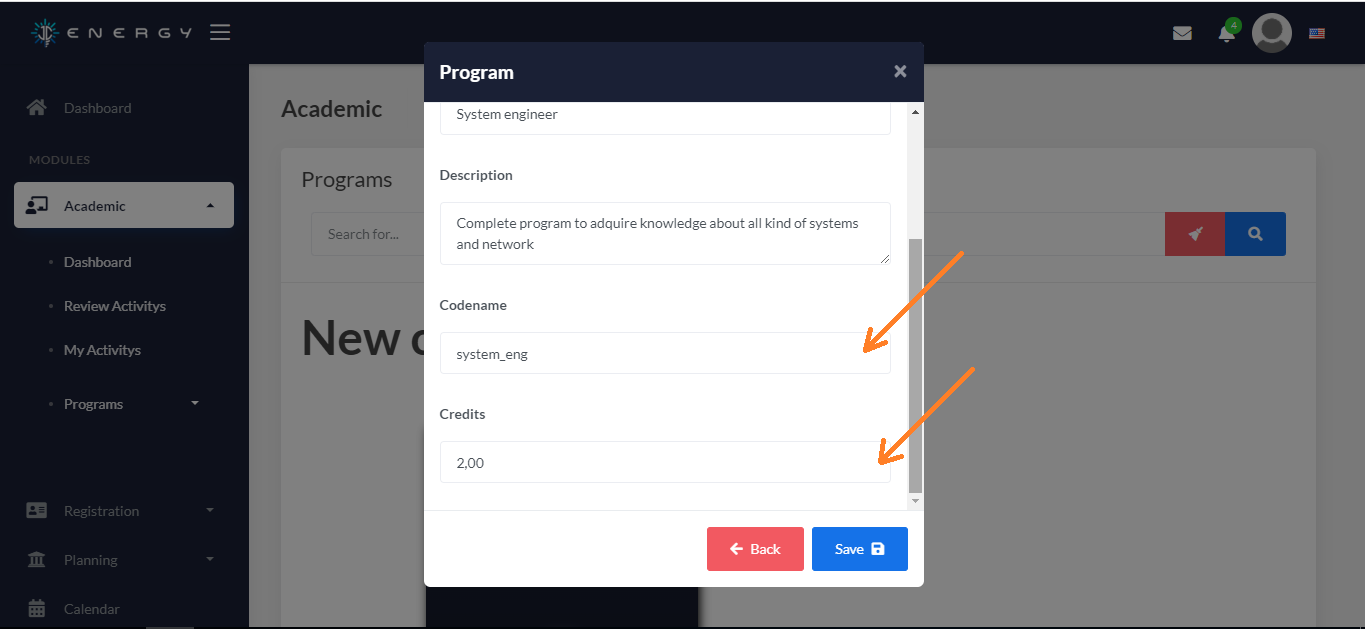 ENERGY
4
Dashboard
MODULES
Academic
Dashboard
Review Activitys
My Activitys
Programs
Registration
Planning
Calendar
Academic
Programs
Search for...
New
Program
×
System engineer
Description
Complete program to adquire knowledge about all kind of systems
and network
Codename
system_eng
Credits
2,00
Back
Save